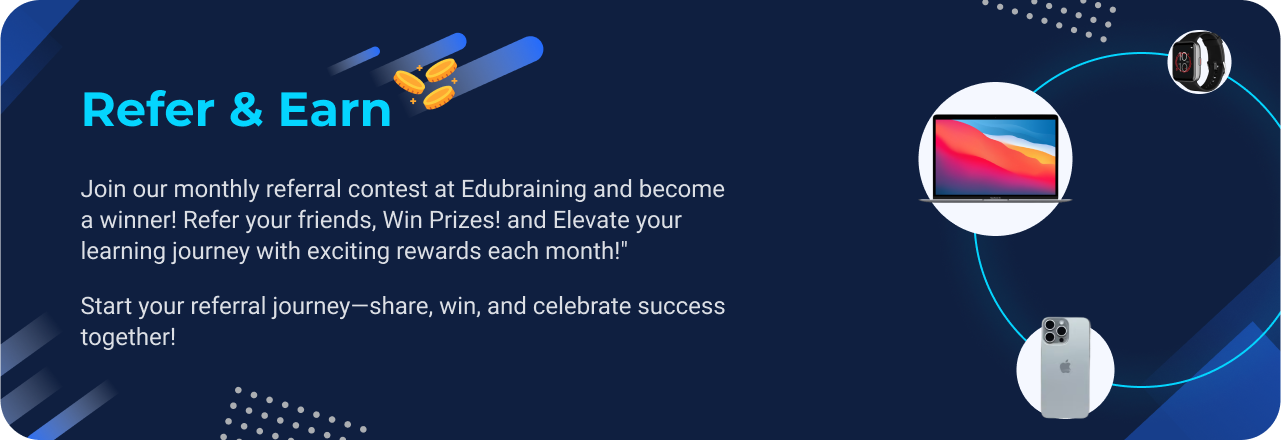 Refer & Earn
Join our monthly referral contest at Edubraining and become
a winner! Refer your friends, Win Prizes! and Elevate your
learning journey with exciting rewards each month!"
Start your referral journey—share, win, and celebrate success
together!